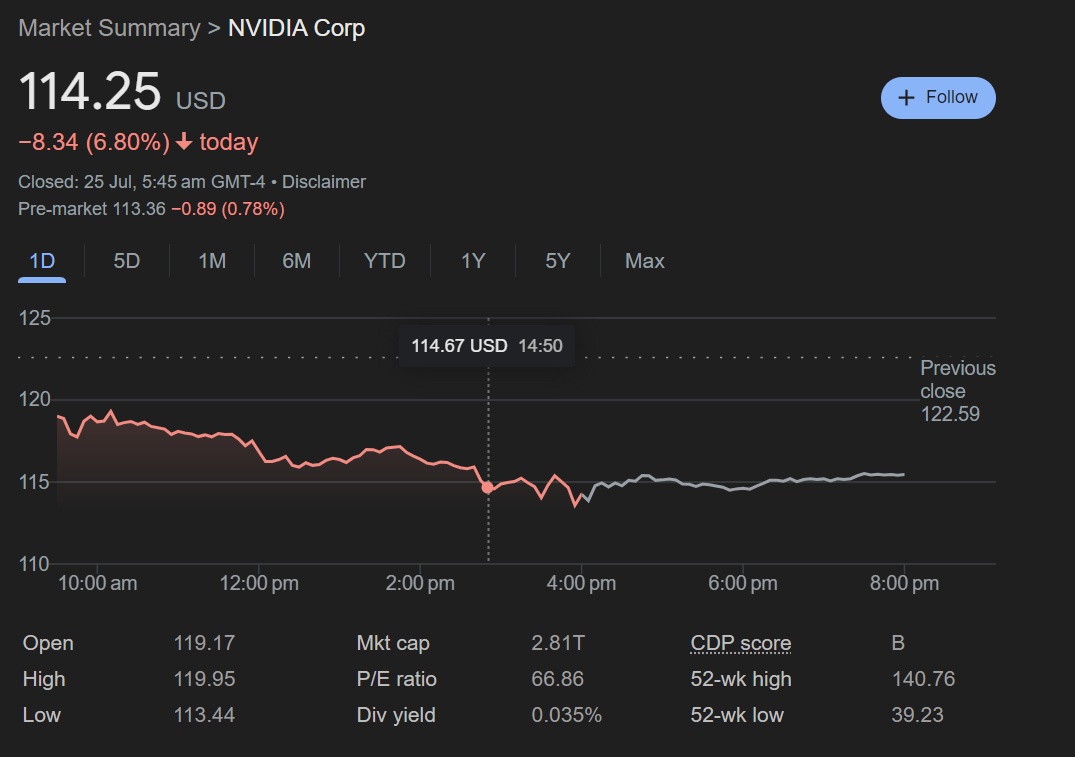 Market Summary > NVIDIA Corp
114.25 USD
+ Follow
−8.34 (6.80%) ↓ today
Closed: 25 Jul, 5:45 am GMT-4 • Disclaimer
Pre-market 113.36 −0.89 (0.78%)
1D 5D 1M 6M YTD 1Y 5Y Max
125
114.67 USD 14:50
Previous
close
122.59
120
115
110
10:00 am 12:00 pm 2:00 pm 4:00 pm 6:00 pm 8:00 pm
Open 119.17 Mkt cap 2.81T CDP score B
High 119.95 P/E ratio 66.86 52-wk high 140.76
Low 113.44 Div yield 0.035% 52-wk low 39.23